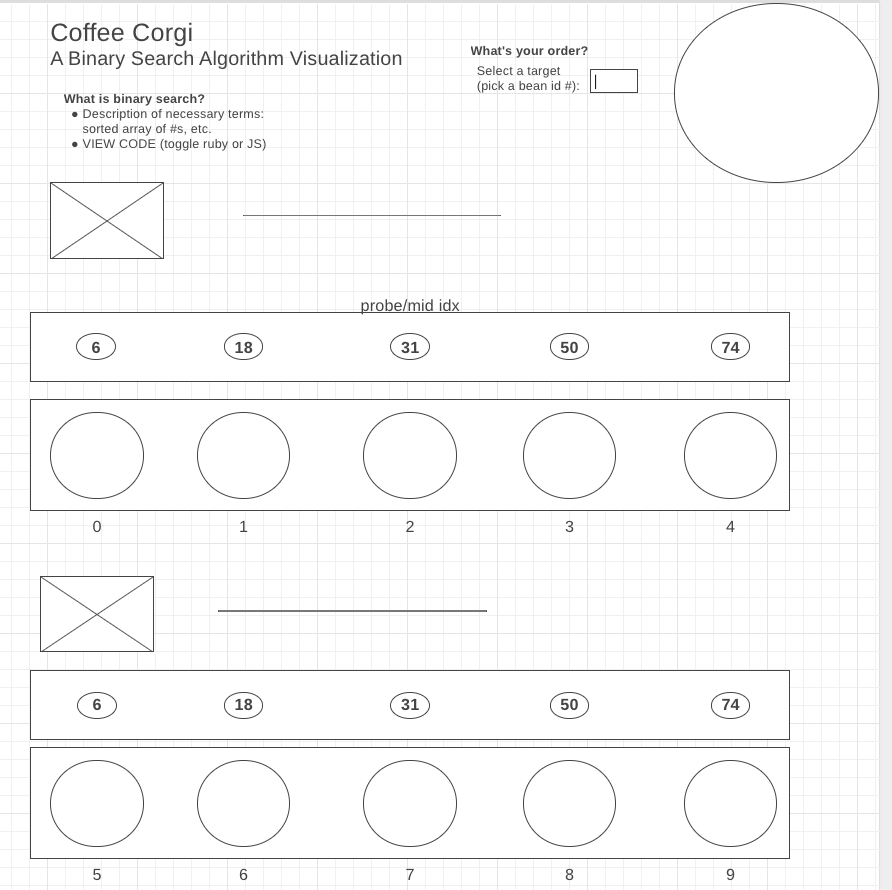 Coffee Corgi
A Binary Search Algorithm Visualization
What's your order?
Select a target
(pick a bean id #):
What is binary search?
● Description of necessary terms:
sorted array of #s, etc.
● VIEW CODE (toggle ruby or JS)
probe/mid idx
6 18 31 50 74
0 1 2 3 4
6 18 31 50 74
5 6 7 8 9